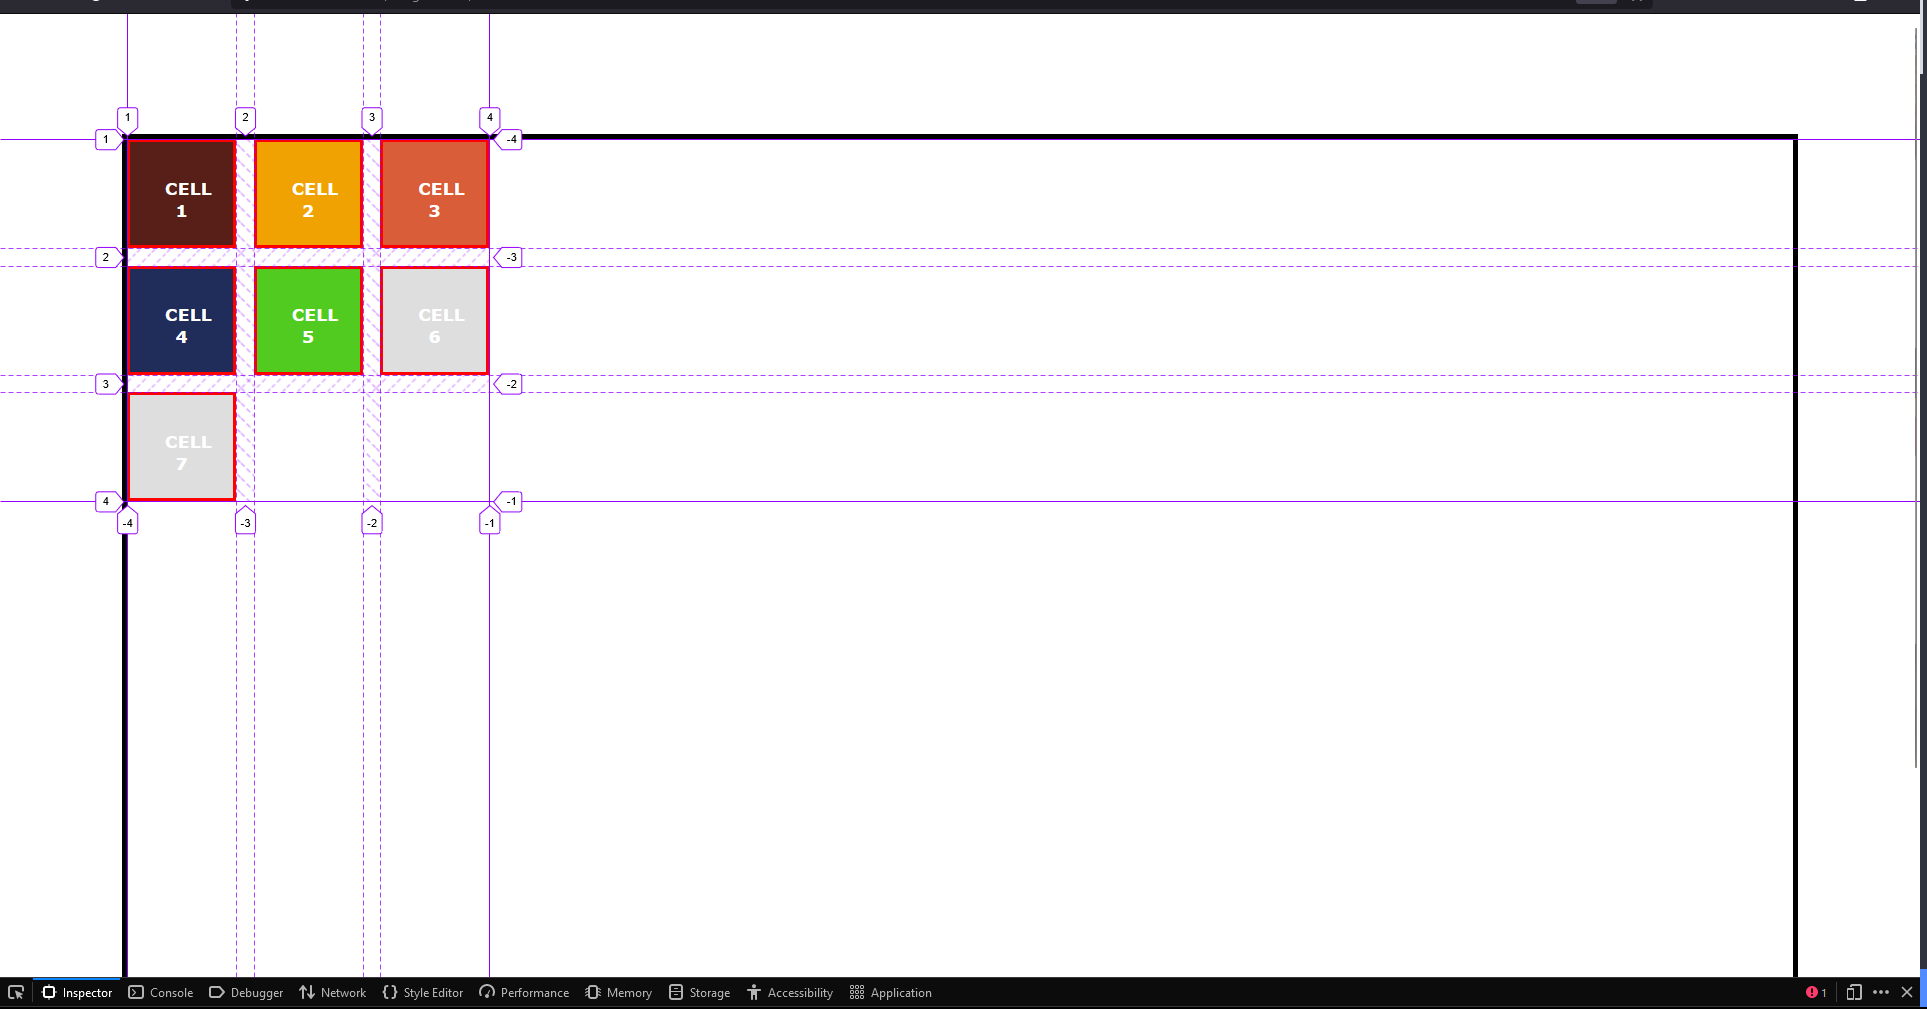 1 2 3 4
1 -4
CELL CELL CELL
1 2 3
2 -3
CELL CELL CELL
4 5 6
3 -2
CELL
7
4 -1
-4 -3 -2 -1
Inspector Console Debugger Network Style Editor Performance Memory Storage Accessibility Application 1